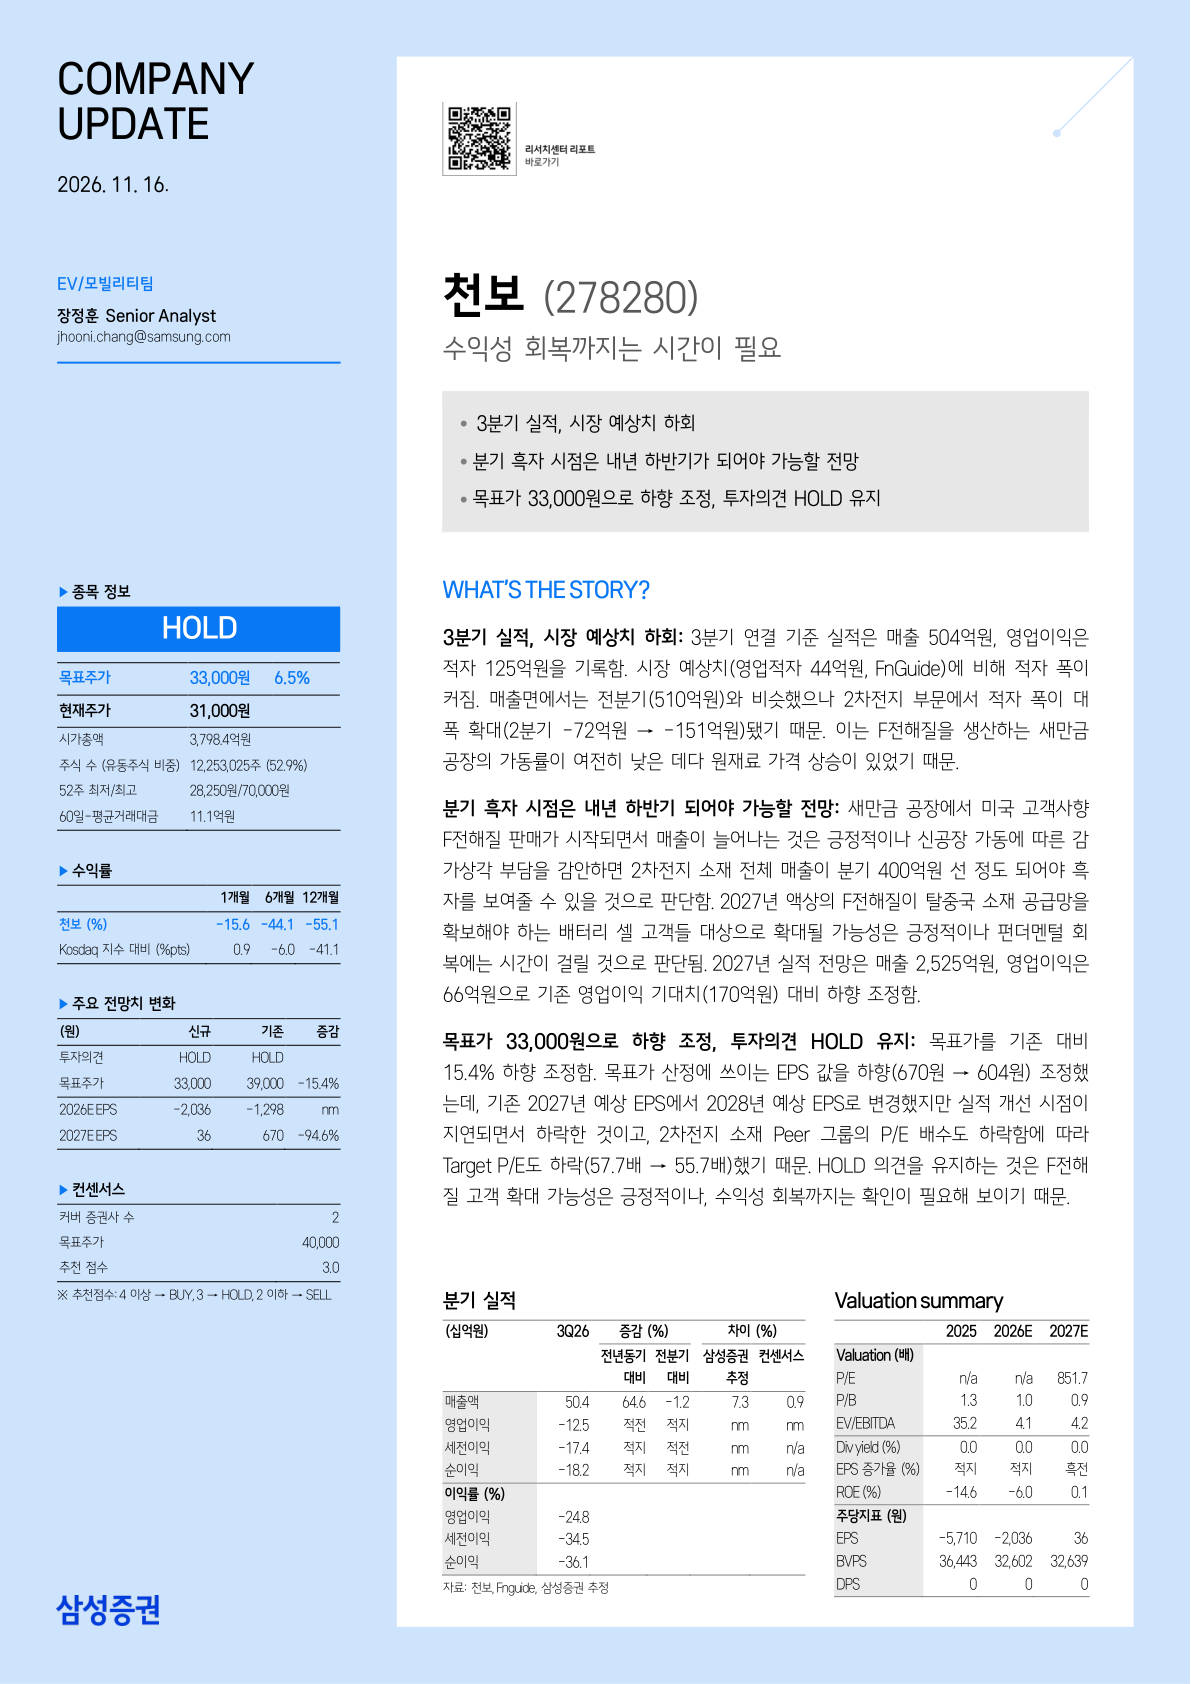 COMPANY
UPDATE
2026. 11. 16.
EV/모빌리티팀
장정훈 Senior Analyst
jhooni.chang@samsung.com
▶ 종목 정보
HOLD
목표주가 33,000원 6.5%
현재주가 31,000원
시가총액 3,798.4억원
주식 수 (유동주식 비중) 12,253,025주 (52.9%)
52주 최저/최고 28,250원/70,000원
60일-평균거래대금 11.1억원
▶ 수익률
1개월 6개월 12개월
천보 (%) -15.6 -44.1 -55.1
Kosdaq 지수 대비 (%pts) 0.9 -6.0 -41.1
▶ 주요 전망치 변화
(원) 신규 기존 증감
투자의견 HOLD HOLD
목표주가 33,000 39,000 -15.4%
2026E EPS -2,036 -1,298 nm
2027E EPS 36 670 -94.6%
▶ 컨센서스
커버 증권사 수 2
목표주가 40,000
추천 점수 3.0
※ 추천점수: 4 이상 → BUY, 3 → HOLD, 2 이하 → SELL
삼성증권
리서치센터 리포트
바로가기
천보 (278280)
수익성 회복까지는 시간이 필요
• 3분기 실적, 시장 예상치 하회
• 분기 흑자 시점은 내년 하반기가 되어야 가능할 전망
• 목표가 33,000원으로 하향 조정, 투자의견 HOLD 유지
WHAT'S THE STORY?
3분기 실적, 시장 예상치 하회: 3분기 연결 기준 실적은 매출 504억원, 영업이익은
적자 125억원을 기록함. 시장 예상치(영업적자 44억원, FnGuide)에 비해 적자 폭이
커짐. 매출면에서는 전분기(510억원)와 비슷했으나 2차전지 부문에서 적자 폭이 대
폭 확대(2분기 -72억원 → -151억원)됐기 때문. 이는 F전해질을 생산하는 새만금
공장의 가동률이 여전히 낮은 데다 원재료 가격 상승이 있었기 때문.
분기 흑자 시점은 내년 하반기 되어야 가능할 전망: 새만금 공장에서 미국 고객사향
F전해질 판매가 시작되면서 매출이 늘어나는 것은 긍정적이나 신공장 가동에 따른 감
가상각 부담을 감안하면 2차전지 소재 전체 매출이 분기 400억원 선 정도 되어야 흑
자를 보여줄 수 있을 것으로 판단함. 2027년 액상의 F전해질이 탈중국 소재 공급망을
확보해야 하는 배터리 셀 고객들 대상으로 확대될 가능성은 긍정적이나 펀더멘털 회
복에는 시간이 걸릴 것으로 판단됨. 2027년 실적 전망은 매출 2,525억원, 영업이익은
66억원으로 기존 영업이익 기대치(170억원) 대비 하향 조정함.
목표가 33,000원으로 하향 조정, 투자의견 HOLD 유지: 목표가를 기존 대비
15.4% 하향 조정함. 목표가 산정에 쓰이는 EPS 값을 하향(670원 → 604원) 조정했
는데, 기존 2027년 예상 EPS에서 2028년 예상 EPS로 변경했지만 실적 개선 시점이
지연되면서 하락한 것이고, 2차전지 소재 Peer 그룹의 P/E 배수도 하락함에 따라
Target P/E도 하락(57.7배 → 55.7배)했기 때문. HOLD 의견을 유지하는 것은 F전해
질 고객 확대 가능성은 긍정적이나, 수익성 회복까지는 확인이 필요해 보이기 때문.
분기 실적
(십억원) 3Q26 증감 (%) 차이 (%)
전년동기 전분기 삼성증권 컨센서스
대비 대비 추정
매출액 50.4 64.6 -1.2 7.3 0.9
영업이익 -12.5 적전 적지 nm nm
세전이익 -17.4 적지 적전 nm n/a
순이익 -18.2 적지 적지 nm n/a
이익률 (%)
영업이익 -24.8
세전이익 -34.5
순이익 -36.1
자료: 천보, Fnguide, 삼성증권 추정
Valuation summary
2025 2026E 2027E
Valuation (배)
P/E n/a n/a 851.7
P/B 1.3 1.0 0.9
EV/EBITDA 35.2 4.1 4.2
Div yield (%) 0.0 0.0 0.0
EPS 증가율 (%) 적지 적지 흑전
ROE (%) -14.6 -6.0 0.1
주당지표 (원)
EPS -5,710 -2,036 36
BVPS 36,443 32,602 32,639
DPS 0 0 0